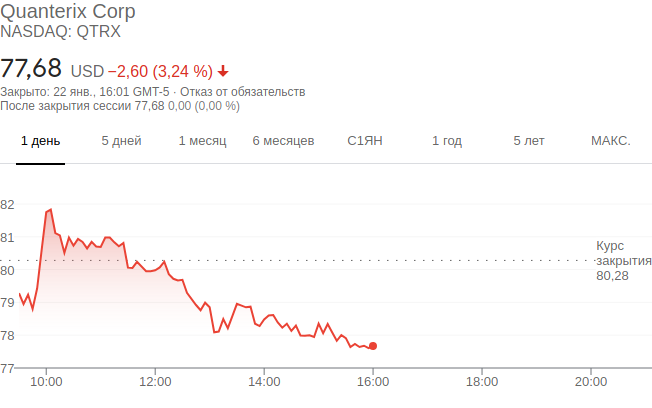 Quanterix Corp
NASDAQ: QTRX
77,68 USD −2,60 (3,24 %)
Закрыто: 22 янв., 16:01 GMT-5 · Отказ от обязательств
После закрытия сессии 77,68 0,00 (0,00 %)
1 день 5 дней 1 месяц 6 месяцев С1ЯН 1 год 5 лет МАКС.
82
81
Курс
закрытия
80,28
80
79
78
77
10:00 12:00 14:00 16:00 18:00 20:00